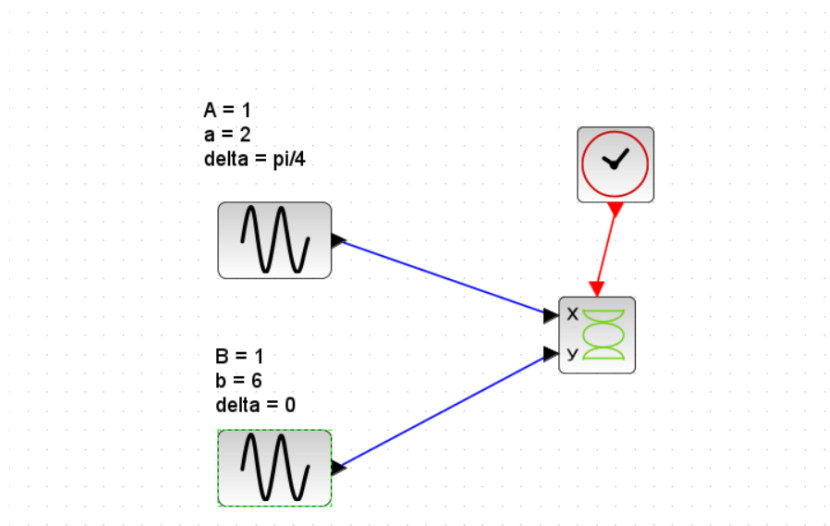 A = 1
a = 2
delta = pi/4
X
B = 1
y
b = 6
delta = 0